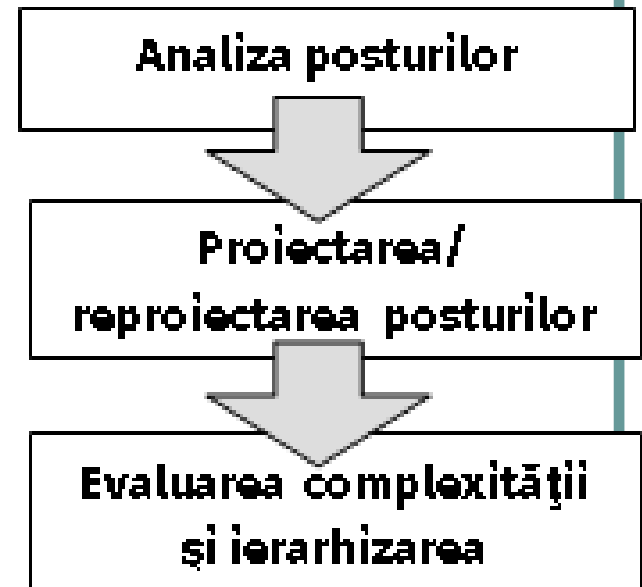 Analiza posturilor
Proiectarea/
reproiectarea posturilor
Evaluarea complexităţii
şi ierarhizarea